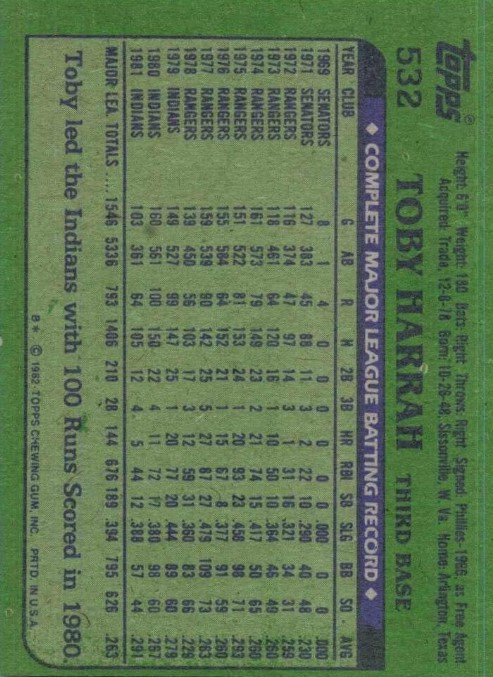 topps®
Height: 6'0" Weight: 180 Bats: Right Throws: Right Signed: Phillies-1966, as Free Agent
Acquired: Trade, 12-8-78 Born: 10-26-48, Sissonville, W. Va. Home: Arlington, Texas
532 TOBY HARRAH THIRD BASE
◆ COMPLETE MAJOR LEAGUE BATTING RECORD ◆
YEAR CLUB G AB R H 2B 3B HR RBI SB SLG BB SO AVG
1969 SENATORS 8 1 4 0 0 0 0 0 0 .000 0 0 .000
1971 SENATORS 127 383 45 88 11 3 2 22 10 .290 40 48 .230
1972 RANGERS 116 374 47 97 14 3 1 31 16 .321 34 31 .259
1973 RANGERS 118 461 64 120 16 1 10 50 10 .364 46 49 .260
1974 RANGERS 161 573 79 149 23 2 21 74 15 .417 50 65 .260
1975 RANGERS 151 522 81 153 24 1 20 93 23 .458 98 71 .293
1976 RANGERS 155 584 64 152 21 1 15 67 8 .377 91 59 .260
1977 RANGERS 159 539 90 142 25 5 27 87 27 .479 109 73 .263
1978 RANGERS 139 450 56 103 17 3 12 59 31 .360 83 66 .229
1979 INDIANS 149 527 99 147 25 1 20 77 20 .444 89 60 .279
1980 INDIANS 160 561 100 150 22 4 11 72 17 .380 98 60 .267
1981 INDIANS 103 361 64 105 12 4 5 44 12 .388 57 44 .291
MAJOR LEA. TOTALS .... 1546 5336 793 1406 210 28 144 676 189 .394 795 626 .263
Toby led the Indians with 100 Runs Scored in 1980.
B* © 1982 TOPPS CHEWING GUM, INC. PRTD. IN U.S.A.